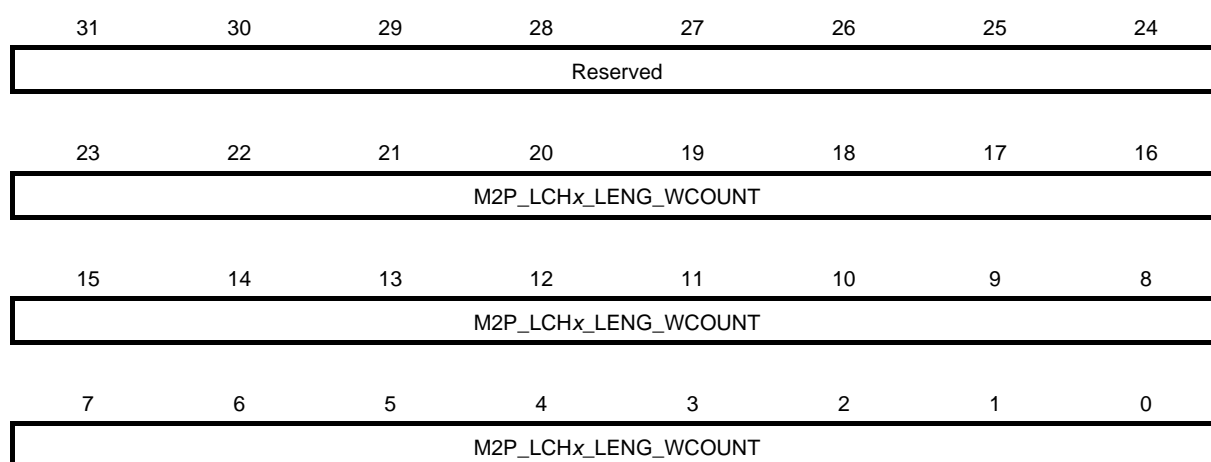 31 30 29 28 27 26 25 24
Reserved
23 22 21 20 19 18 17 16
M2P_LCHx_LENG_WCOUNT
15 14 13 12 11 10 9 8
M2P_LCHx_LENG_WCOUNT
7 6 5 4 3 2 1 0
M2P_LCHx_LENG_WCOUNT